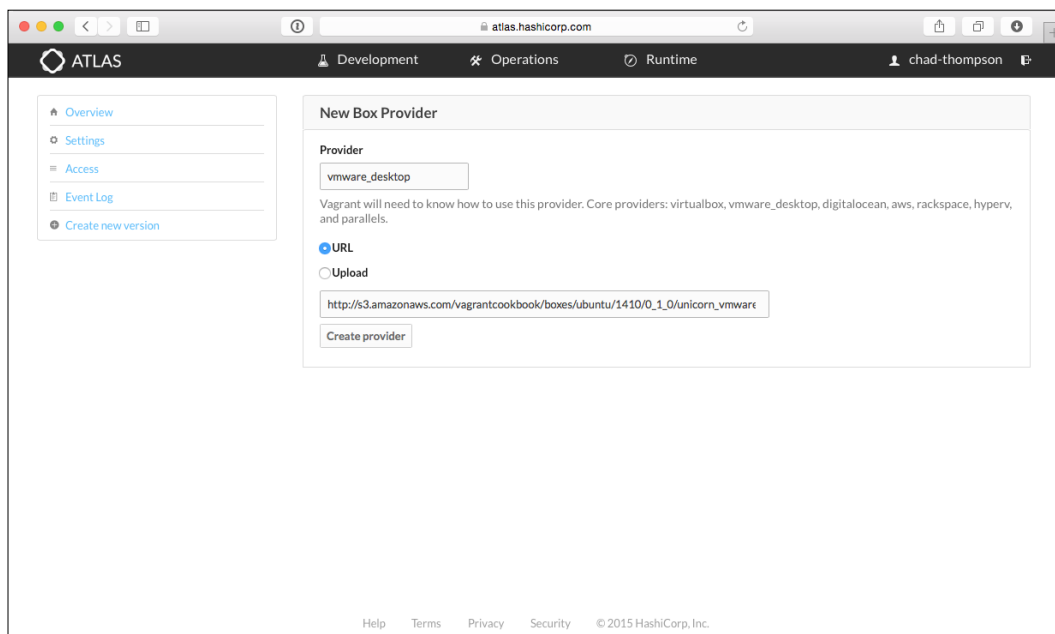 atlas.hashicorp.com
ATLAS
Development
Operations
Runtime
chad-thompson
Overview
Settings
Access
Event Log
Create new version
New Box Provider
Provider
vmware_desktop
Vagrant will need to know how to use this provider. Core providers: virtualbox, vmware_desktop, digitalocean, aws, rackspace, hyperv,
and parallels.
URL
Upload
http://s3.amazonaws.com/vagrantcookbook/boxes/ubuntu/1410/0_1_0/unicorn_vmware
Create provider
Help Terms Privacy Security © 2015 HashiCorp, Inc.